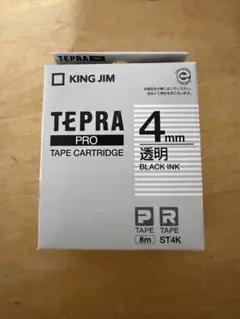 KING JIM
TEPRA
PRO
TAPE CARTRIDGE
4mm
透明
BLACK INK
P
TAPE
8m
R
TAPE
ST4K